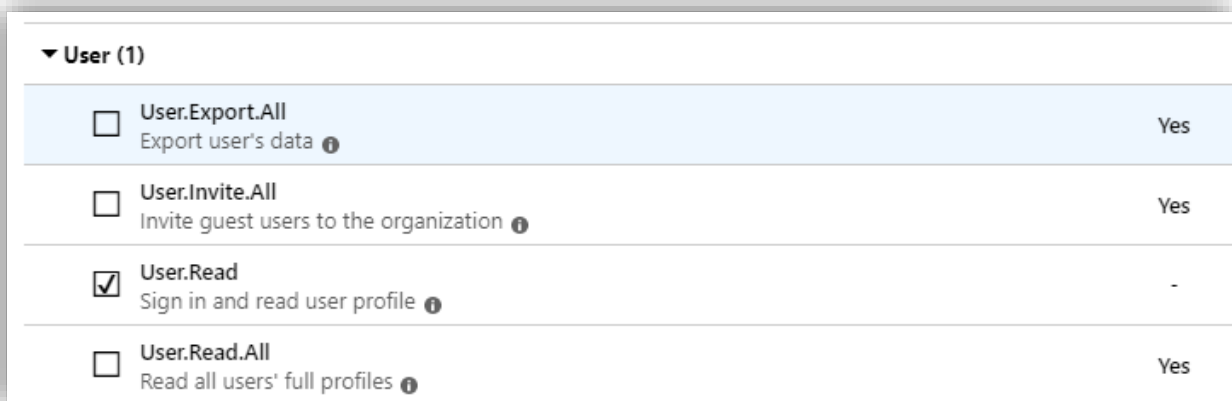 User (1)
User.Export.All
Export user's data
Yes
User.Invite.All
Invite guest users to the organization
Yes
User.Read
Sign in and read user profile
-
User.Read.All
Read all users' full profiles
Yes